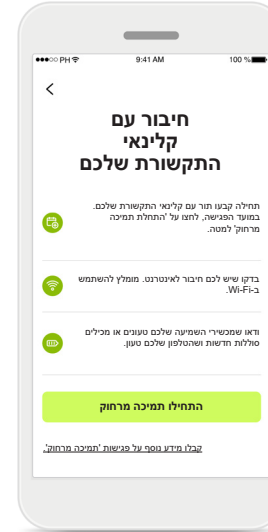 ●●●○○ PH 9:41 AM 100 %
חיבור עם
קלינאי
התקשורת שלכם
תחילה קבעו תור עם קלינאי התקשורת שלכם.
במועד הפגישה, לחצו על 'התחלת תמיכה
מרחוק' למטה.
בדקו שיש לכם חיבור לאינטרנט. מומלץ להשתמש
ב-Wi-Fi.
ודאו שמכשירי השמיעה שלכם טעונים או מכילים
סוללות חדשות ושהטלפון שלכם טעון.
התחילו תמיכה מרחוק
קבלו מידע נוסף על פגישות 'תמיכה מרחוק'.